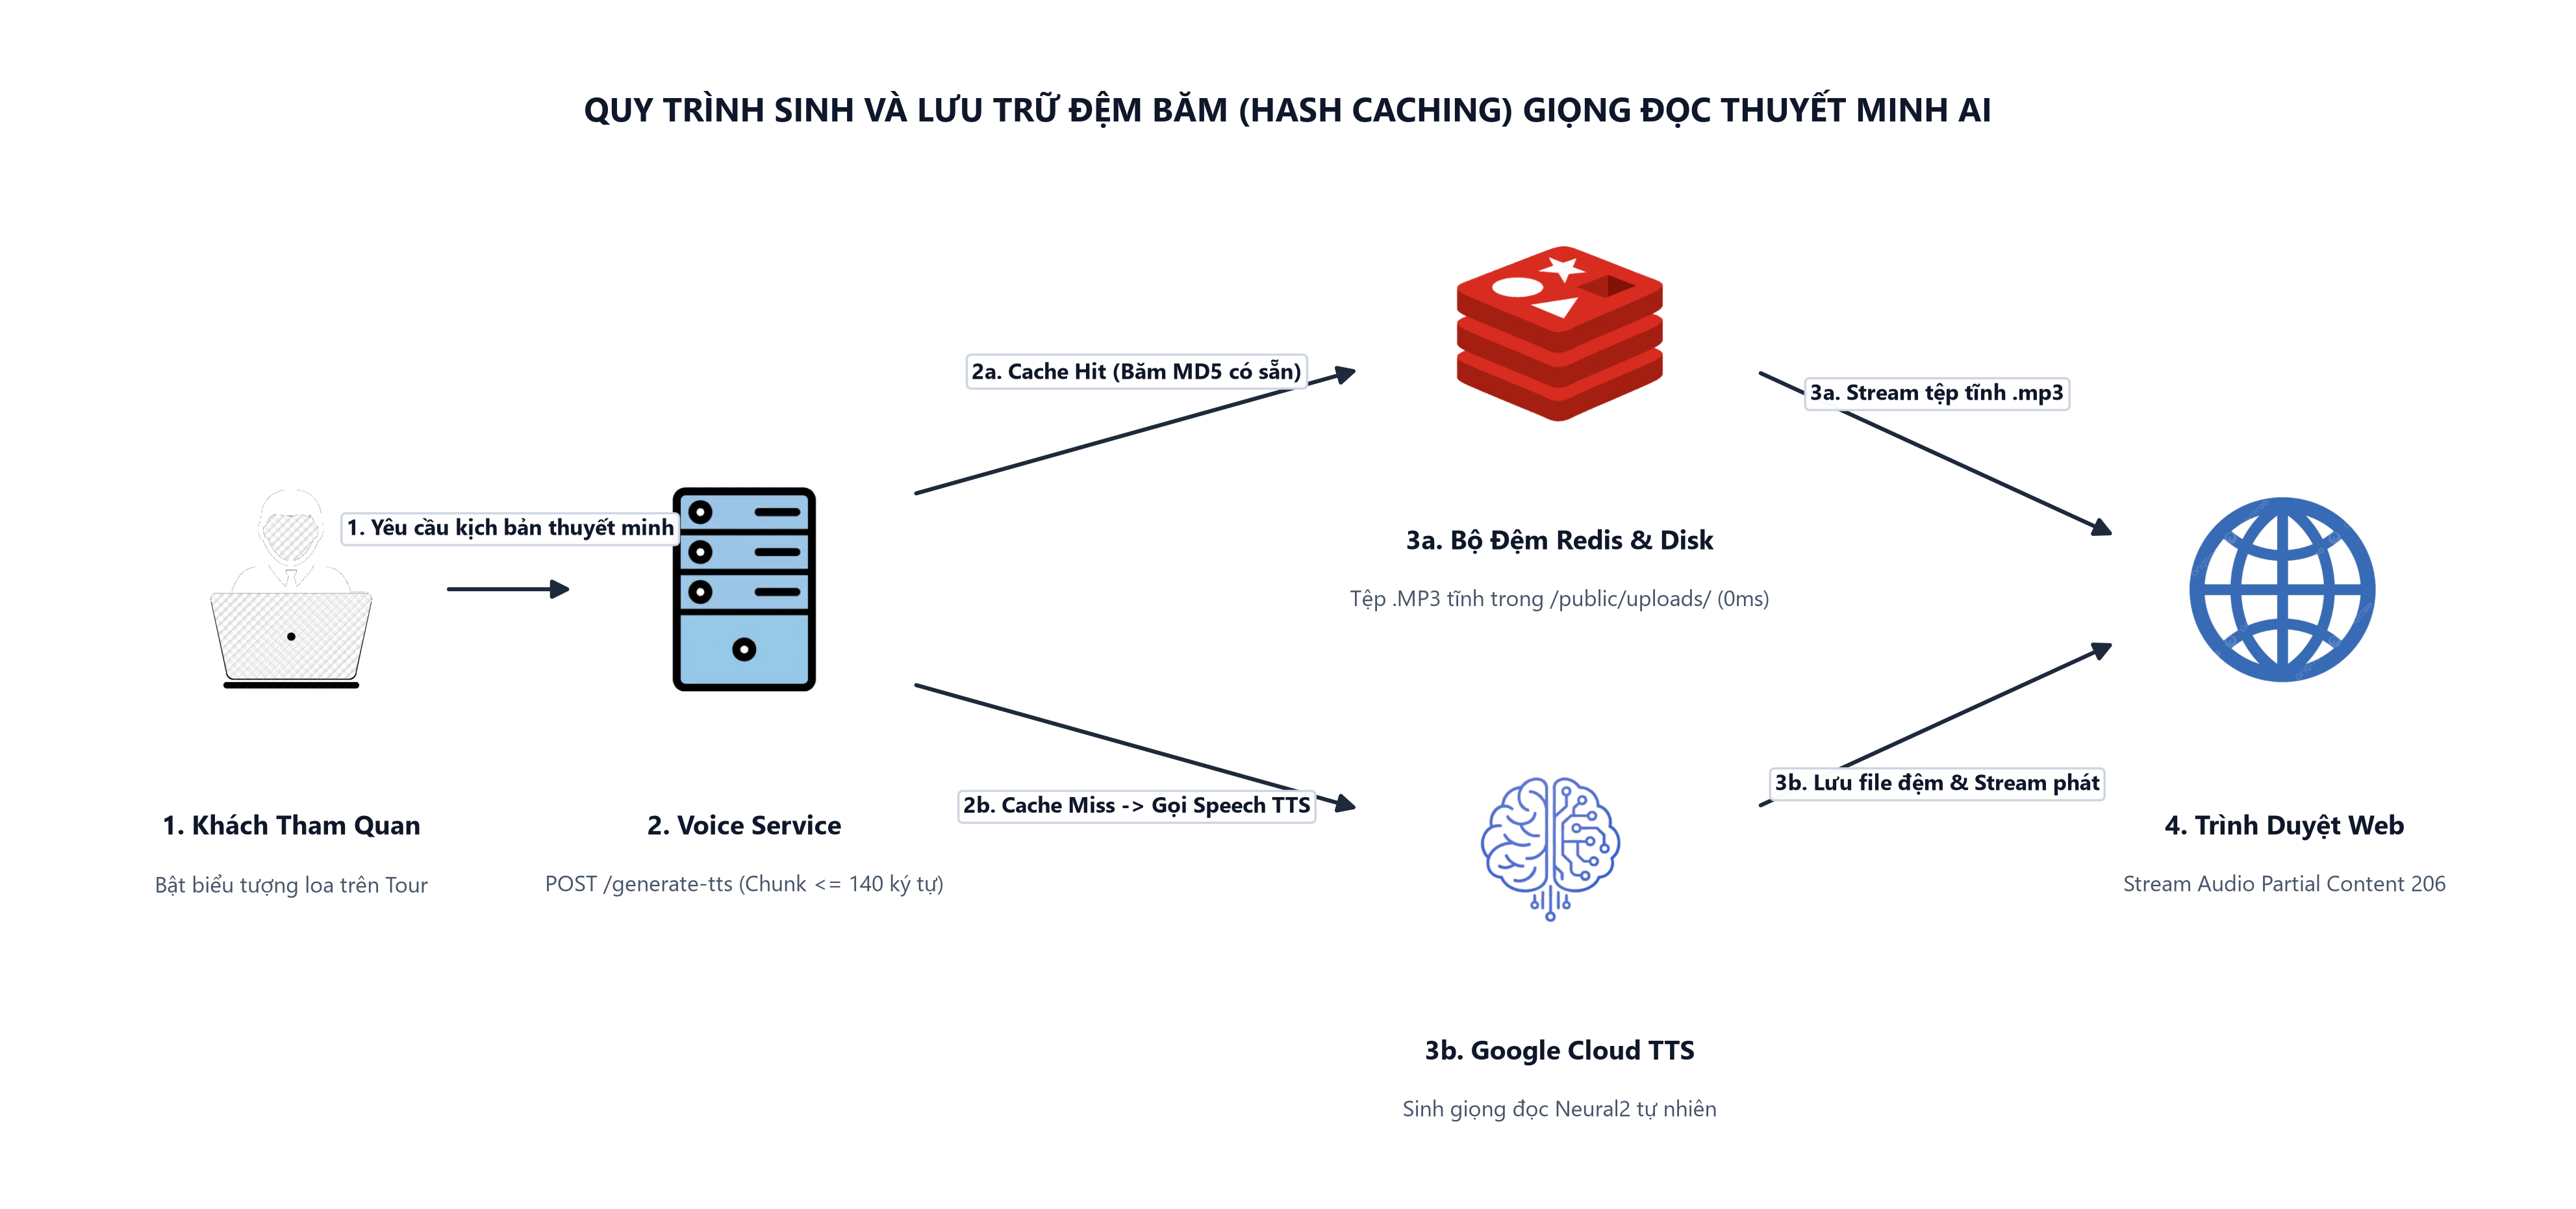 QUY TRÌNH SINH VÀ LƯU TRỮ ĐỆM BĂM (HASH CACHING) GIỌNG ĐỌC THUYẾT MINH AI
1. Yêu cầu kịch bản thuyết minh
1. Khách Tham Quan
Bật biểu tượng loa trên Tour
2. Voice Service
POST /generate-tts (Chunk <= 140 ký tự)
2a. Cache Hit (Băm MD5 có sẵn)
2b. Cache Miss -> Gọi Speech TTS
3a. Bộ Đệm Redis & Disk
Tệp .MP3 tĩnh trong /public/uploads/ (0ms)
3b. Google Cloud TTS
Sinh giọng đọc Neural2 tự nhiên
3a. Stream tệp tĩnh .mp3
3b. Lưu file đệm & Stream phát
4. Trình Duyệt Web
Stream Audio Partial Content 206